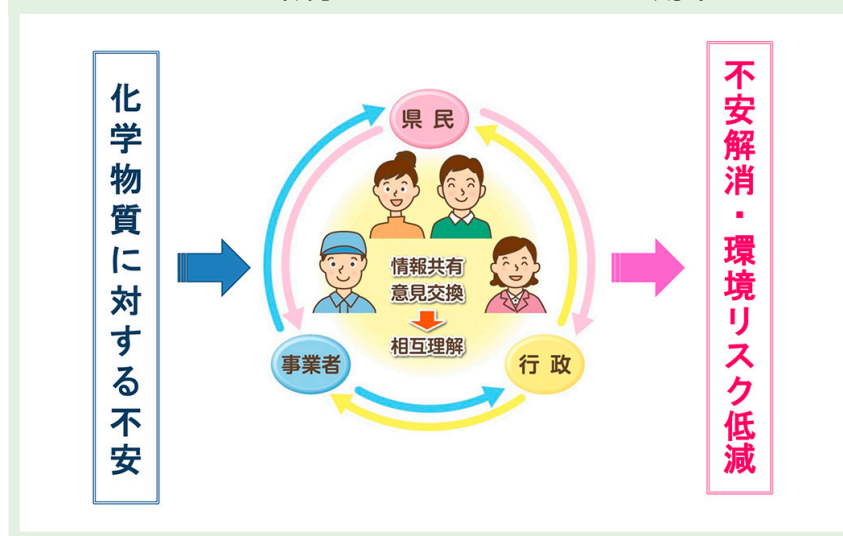 化学物質に対する不安
県民
情報共有
意見交換
相互理解
事業者
行政
不安解消・環境リスク低減